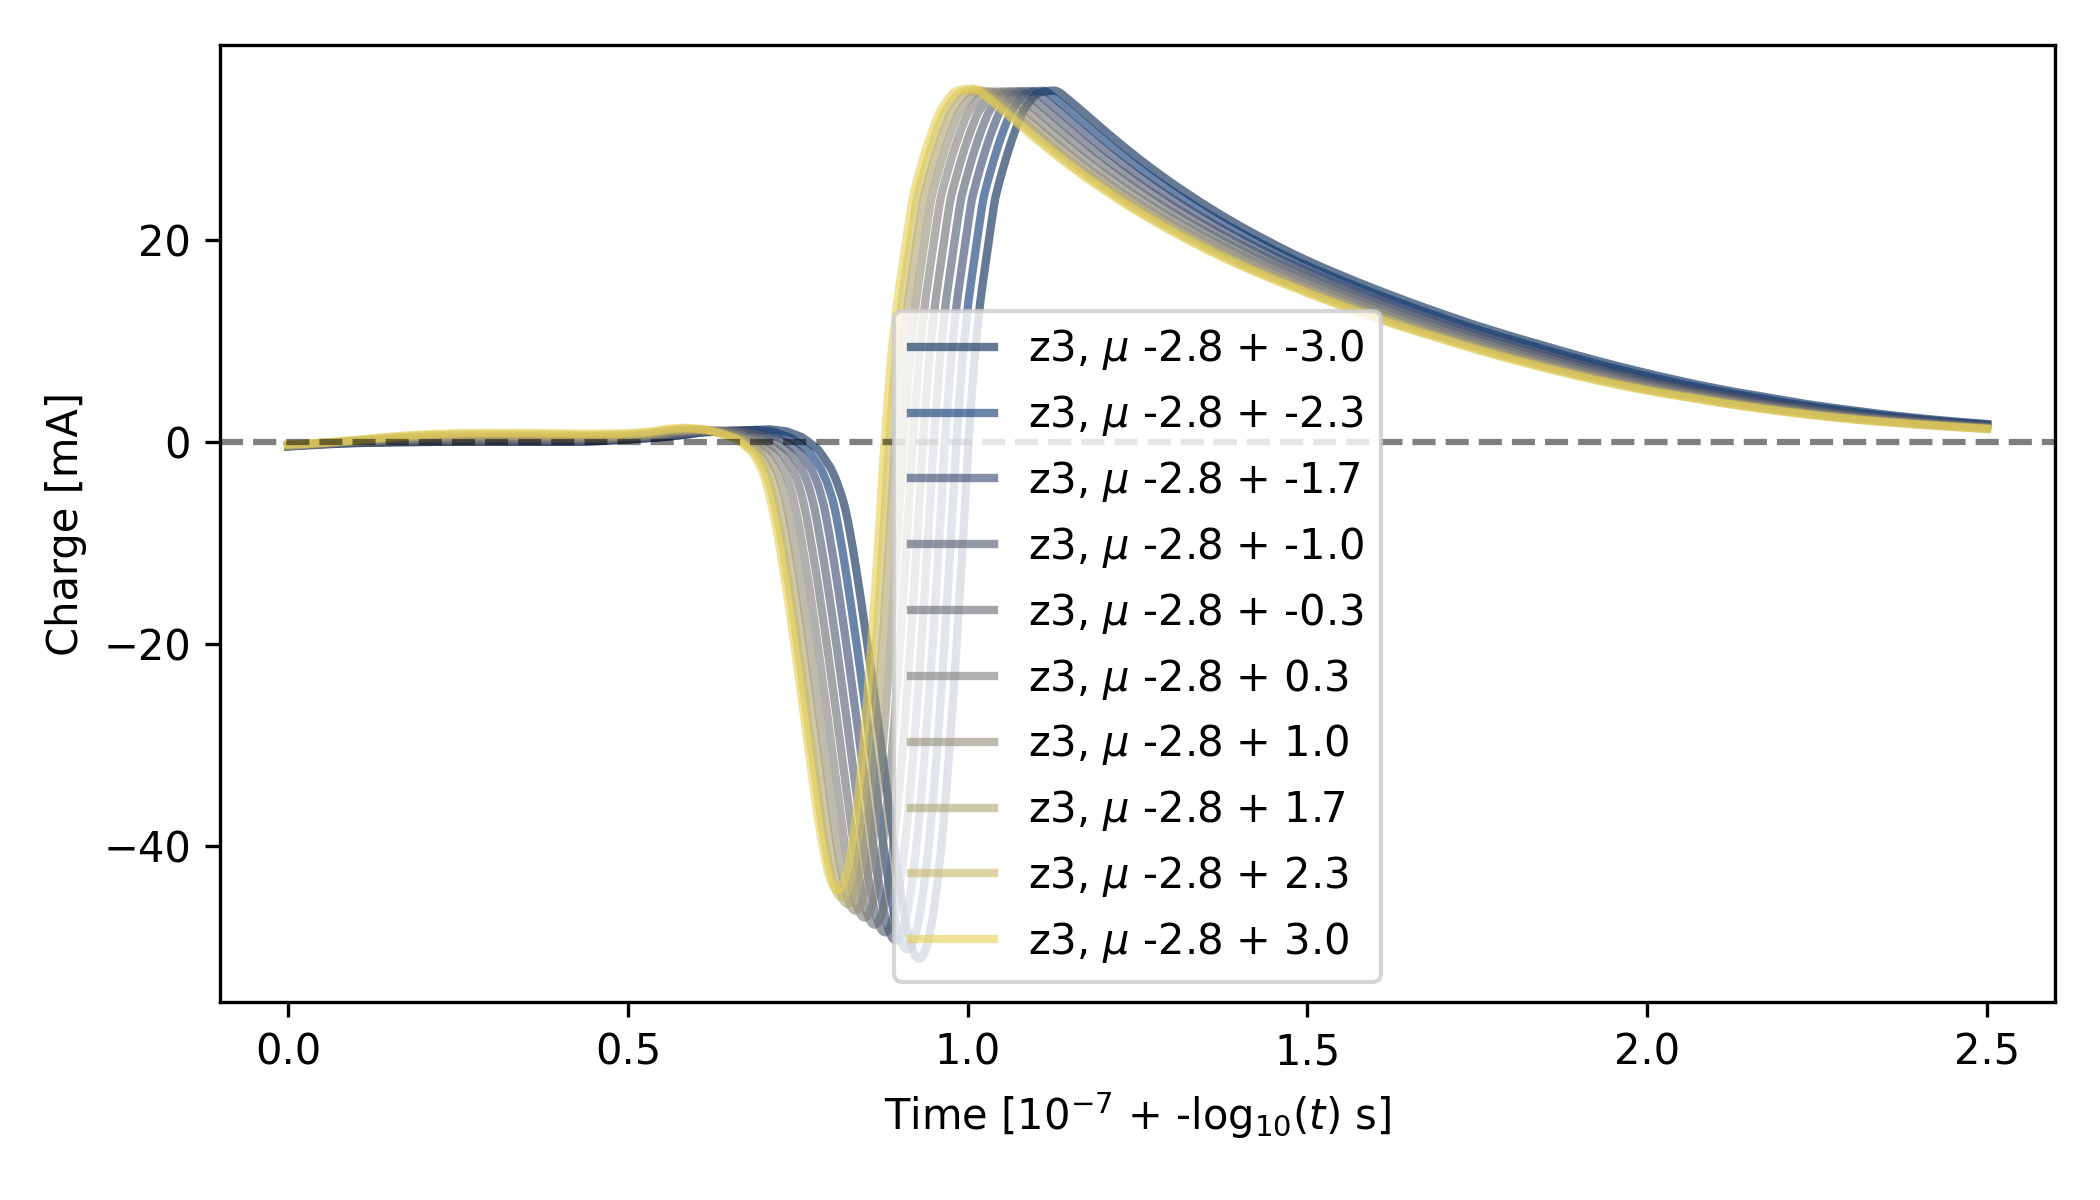 20
0
−20
−40
Charge [mA]
z3, μ -2.8 + -3.0
z3, μ -2.8 + -2.3
z3, μ -2.8 + -1.7
z3, μ -2.8 + -1.0
z3, μ -2.8 + -0.3
z3, μ -2.8 + 0.3
z3, μ -2.8 + 1.0
z3, μ -2.8 + 1.7
z3, μ -2.8 + 2.3
z3, μ -2.8 + 3.0
0.0 0.5 1.0 1.5 2.0 2.5
Time [10⁻⁷ + -log₁₀(t) s]